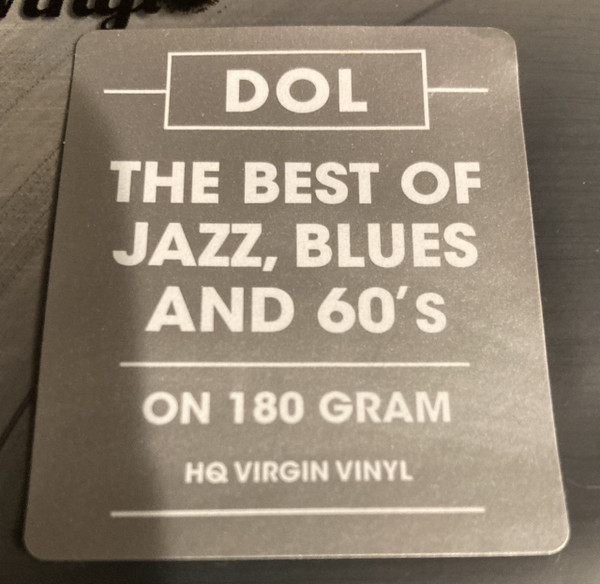 DOL
THE BEST OF
JAZZ, BLUES
AND 60's
ON 180 GRAM
HQ VIRGIN VINYL